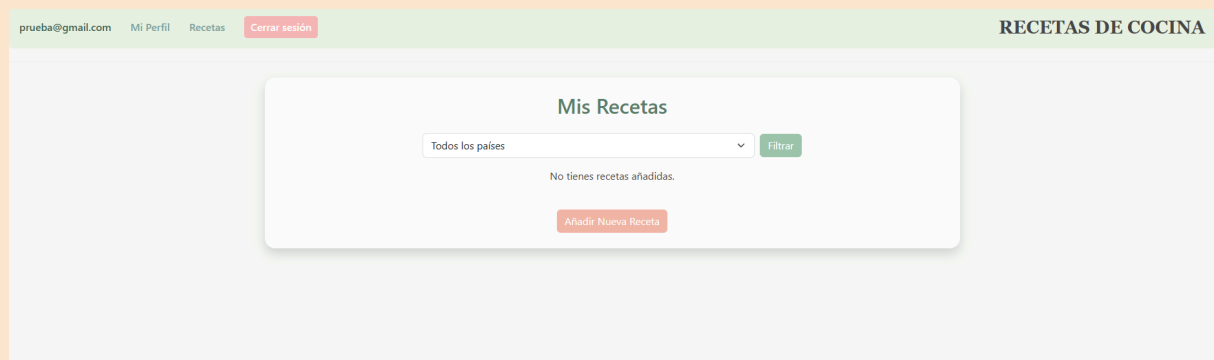 prueba@gmail.com Mi Perfil Recetas Cerrar sesión RECETAS DE COCINA
Mis Recetas
Todos los países Filtrar
No tienes recetas añadidas.
Añadir Nueva Receta